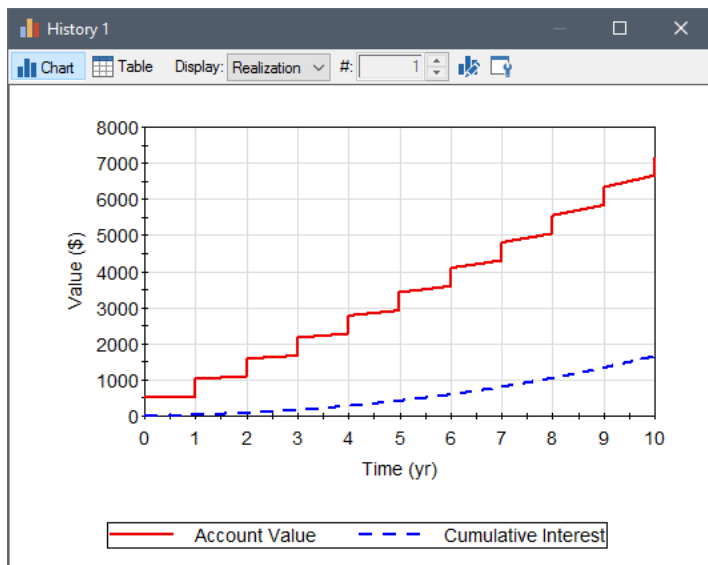 History 1
Chart Table Display: Realization #: 1
8000
7000
6000
5000
4000
3000
2000
1000
0
Value ($)
0 1 2 3 4 5 6 7 8 9 10
Time (yr)
Account Value Cumulative Interest